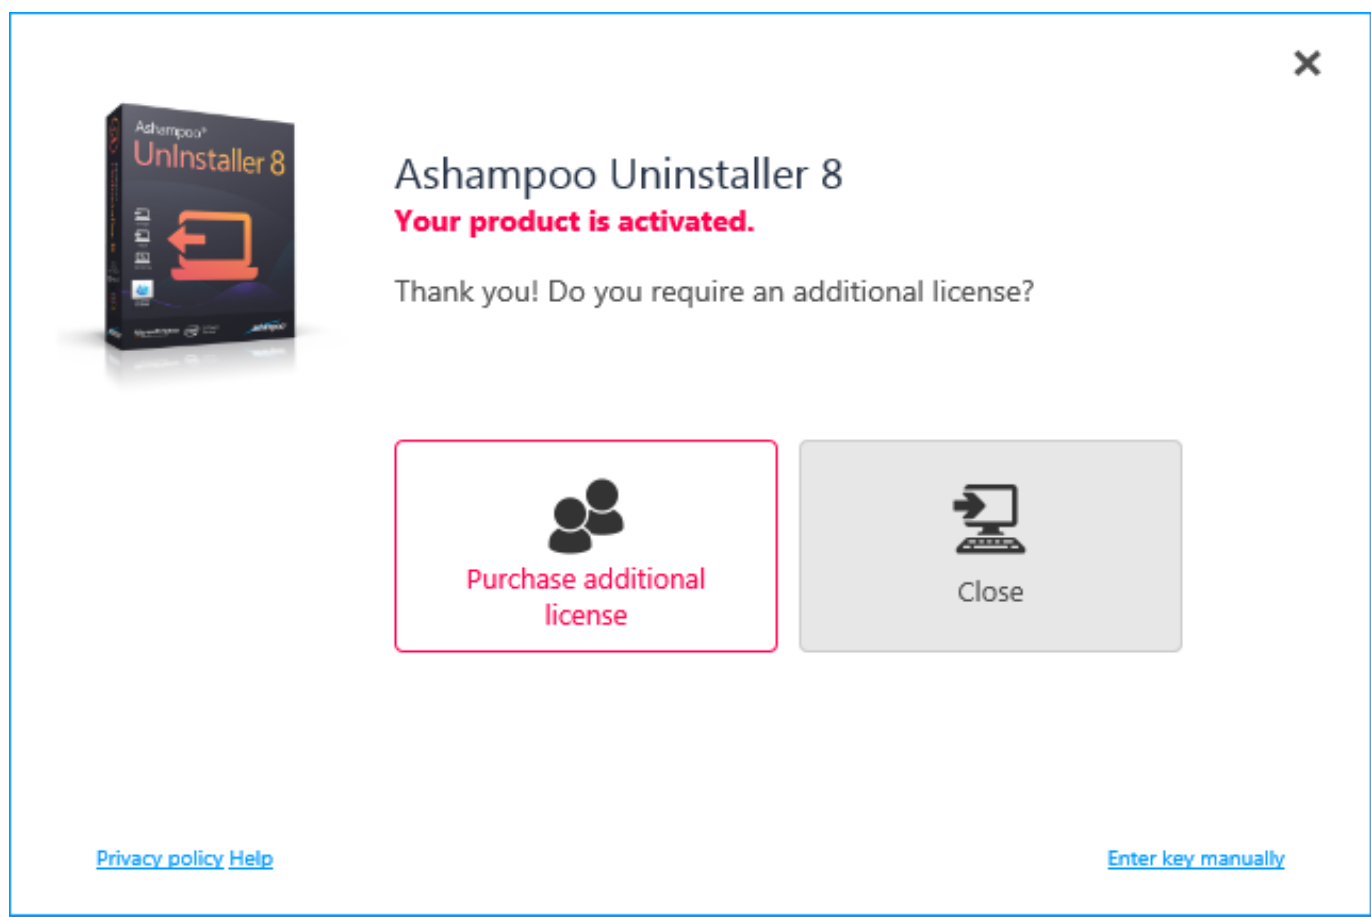 Ashampoo®
UnInstaller 8
Ashampoo Uninstaller 8
Your product is activated.
Thank you! Do you require an additional license?
Purchase additional
license
Close
Privacy policy Help
Enter key manually